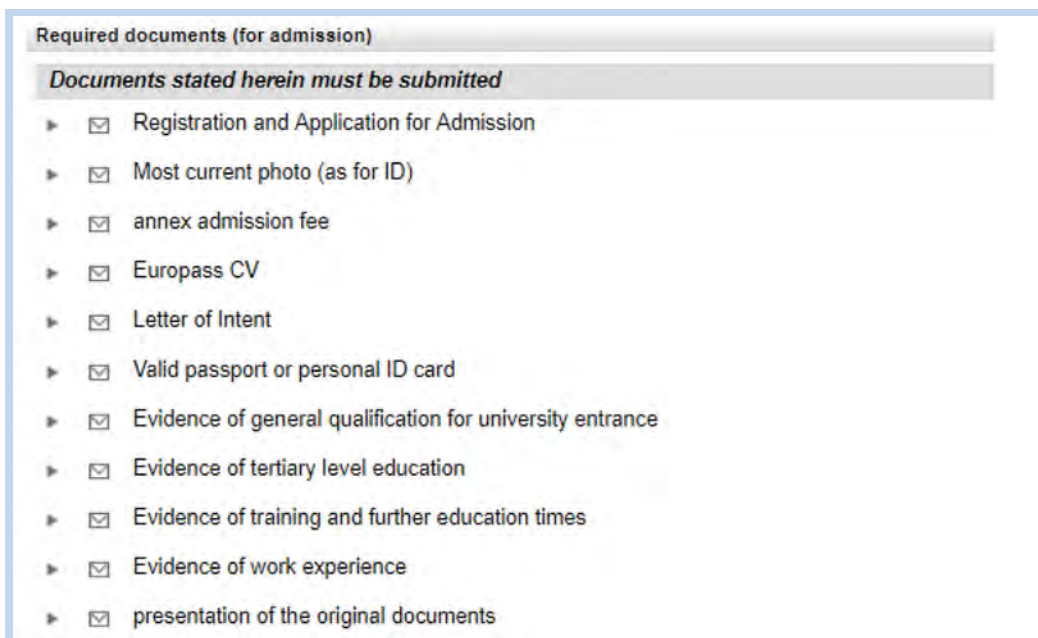 Required documents (for admission)
Documents stated herein must be submitted
Registration and Application for Admission
Most current photo (as for ID)
annex admission fee
Europass CV
Letter of Intent
Valid passport or personal ID card
Evidence of general qualification for university entrance
Evidence of tertiary level education
Evidence of training and further education times
Evidence of work experience
presentation of the original documents